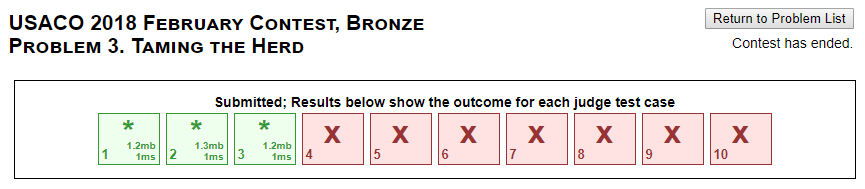 USACO 2018 February Contest, Bronze
Problem 3. Taming the Herd
Return to Problem List
Contest has ended.
Submitted; Results below show the outcome for each judge test case
* * * X X X X X X X
1.2mb 1.3mb 1.2mb
1 1ms 2 1ms 3 1ms 4 5 6 7 8 9 10